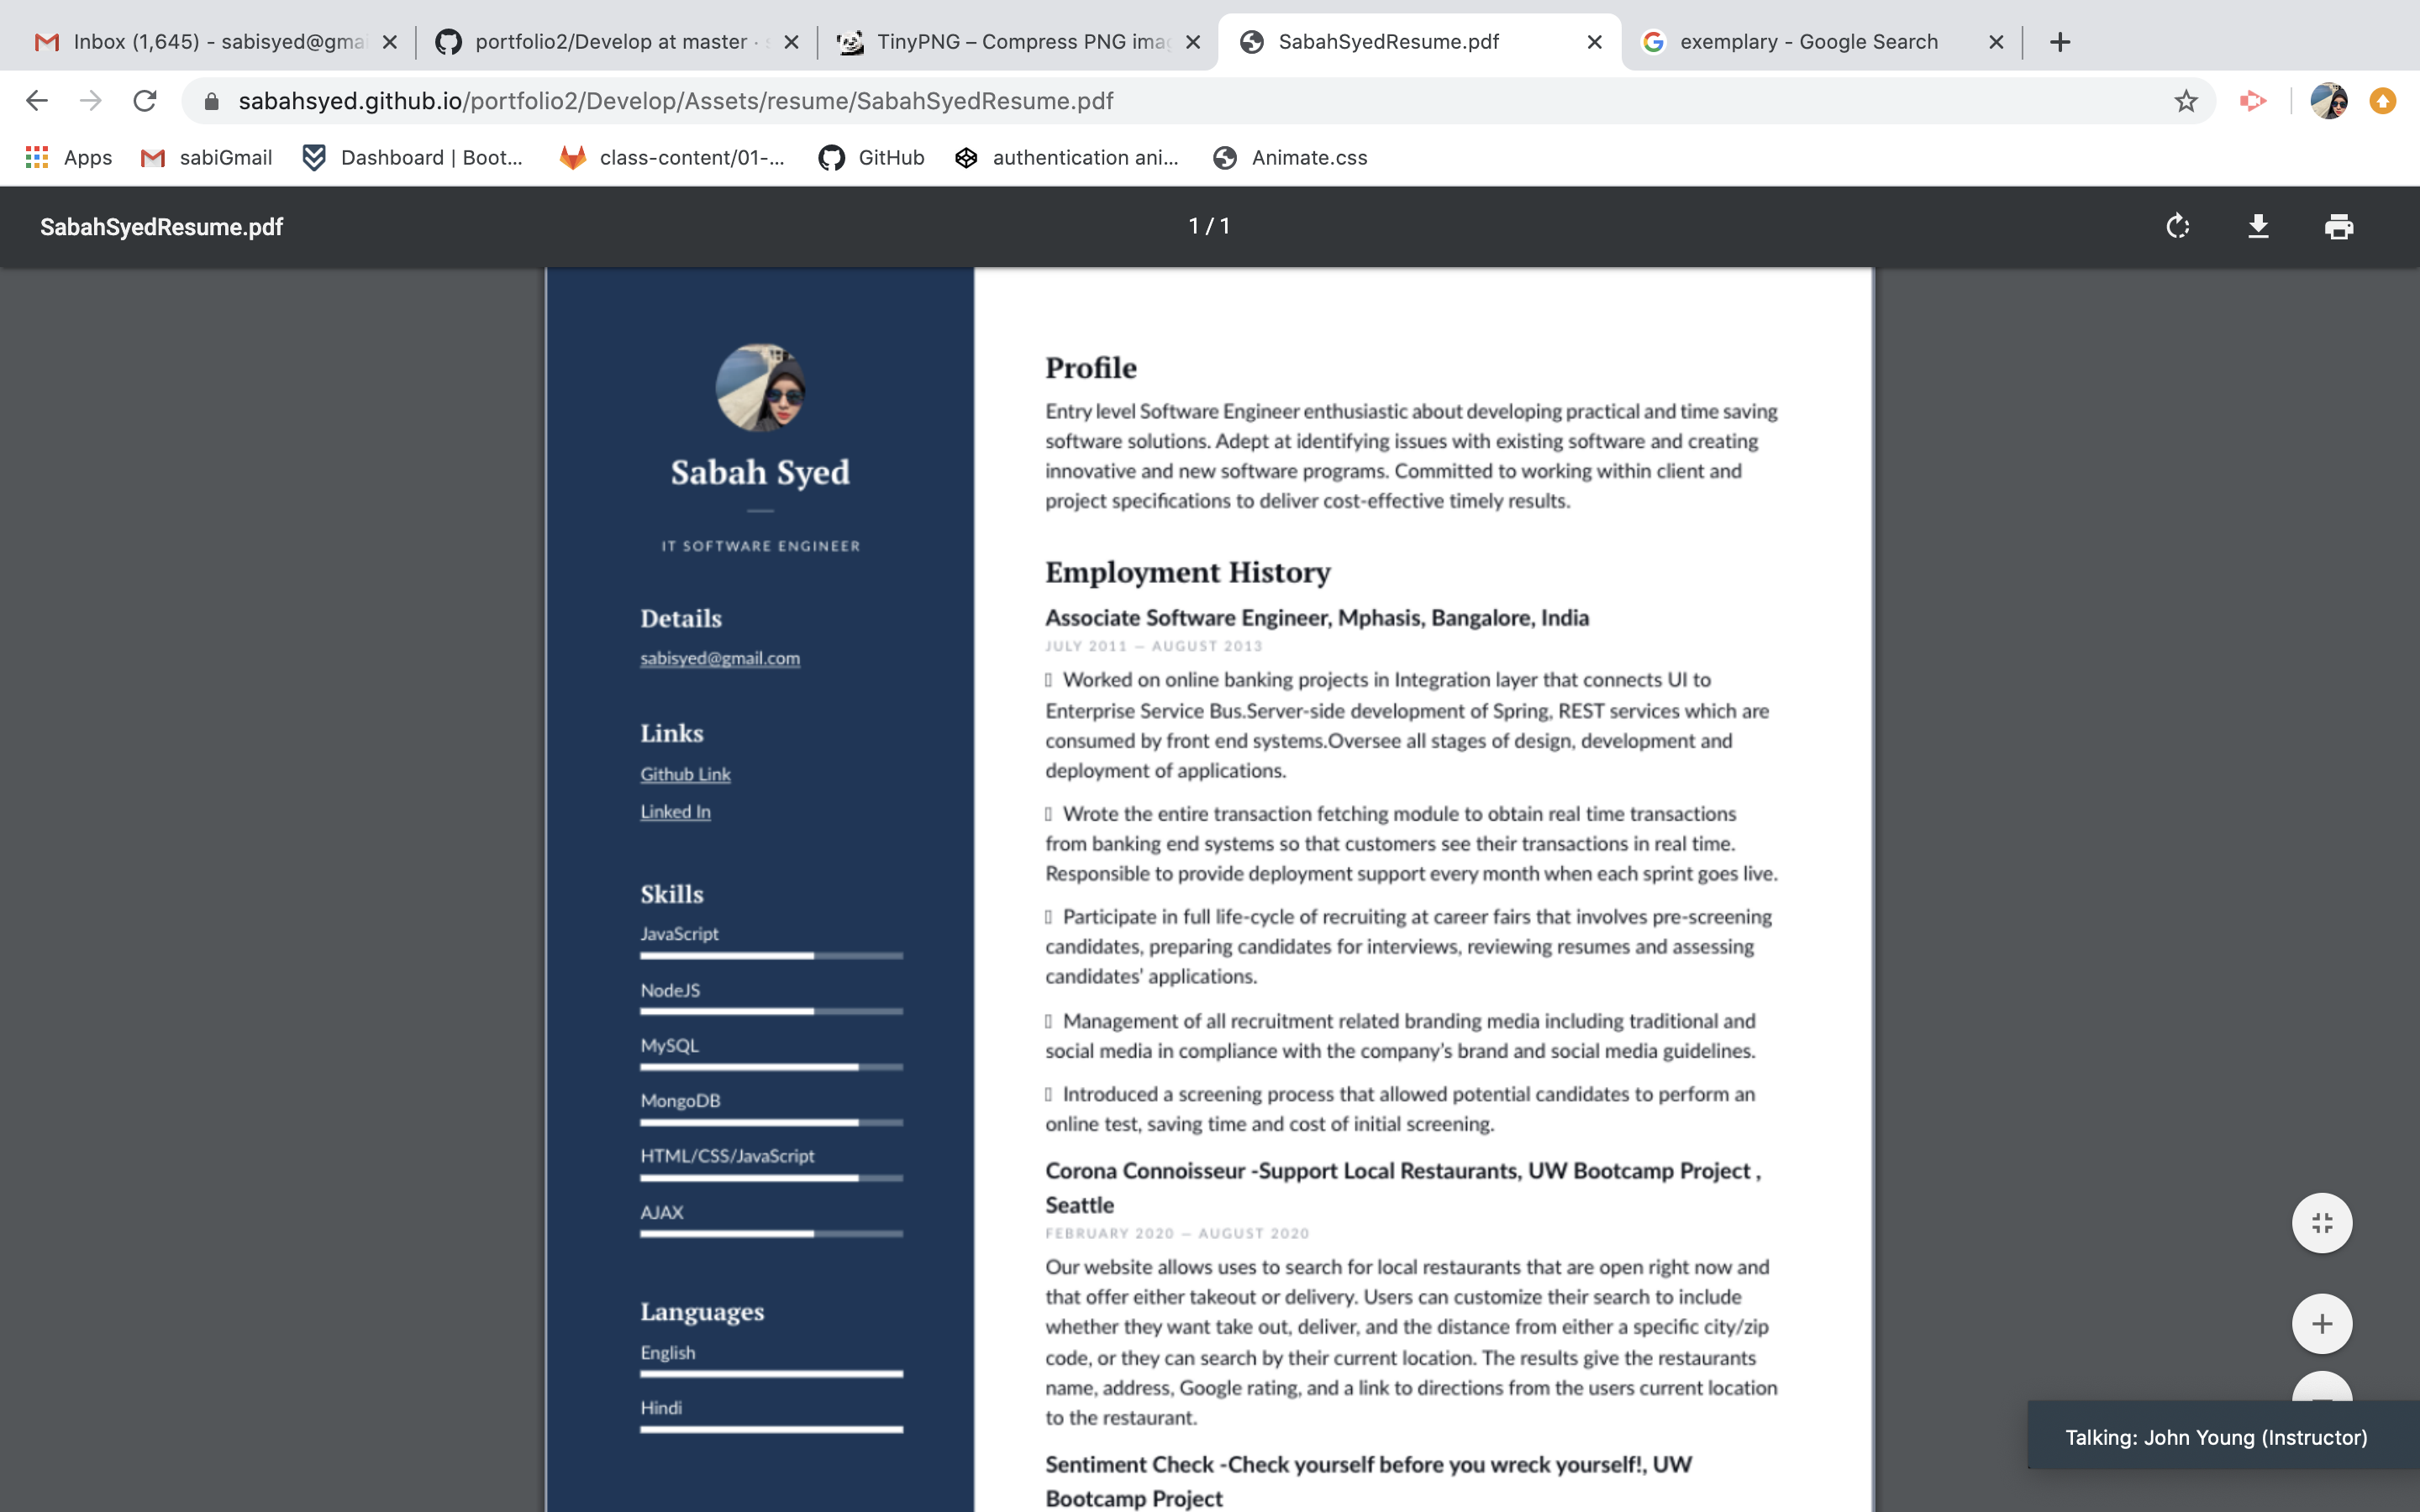 Inbox (1,645) - sabisyed@gmai
portfolio2/Develop at master · s
TinyPNG – Compress PNG imag
SabahSyedResume.pdf
exemplary - Google Search
sabahsyed.github.io/portfolio2/Develop/Assets/resume/SabahSyedResume.pdf
Apps
sabiGmail
Dashboard | Boot...
class-content/01-...
GitHub
authentication ani...
Animate.css
SabahSyedResume.pdf
1 / 1
Sabah Syed
IT SOFTWARE ENGINEER
Details
sabisyed@gmail.com
Links
Github Link
Linked In
Skills
JavaScript
NodeJS
MySQL
MongoDB
HTML/CSS/JavaScript
AJAX
Languages
English
Hindi
Profile
Entry level Software Engineer enthusiastic about developing practical and time saving
software solutions. Adept at identifying issues with existing software and creating
innovative and new software programs. Committed to working within client and
project specifications to deliver cost-effective timely results.
Employment History
Associate Software Engineer, Mphasis, Bangalore, India
JULY 2011 — AUGUST 2013
Worked on online banking projects in Integration layer that connects UI to
Enterprise Service Bus.Server-side development of Spring, REST services which are
consumed by front end systems.Oversee all stages of design, development and
deployment of applications.
Wrote the entire transaction fetching module to obtain real time transactions
from banking end systems so that customers see their transactions in real time.
Responsible to provide deployment support every month when each sprint goes live.
Participate in full life-cycle of recruiting at career fairs that involves pre-screening
candidates, preparing candidates for interviews, reviewing resumes and assessing
candidates' applications.
Management of all recruitment related branding media including traditional and
social media in compliance with the company's brand and social media guidelines.
Introduced a screening process that allowed potential candidates to perform an
online test, saving time and cost of initial screening.
Corona Connoisseur -Support Local Restaurants, UW Bootcamp Project ,
Seattle
FEBRUARY 2020 — AUGUST 2020
Our website allows uses to search for local restaurants that are open right now and
that offer either takeout or delivery. Users can customize their search to include
whether they want take out, deliver, and the distance from either a specific city/zip
code, or they can search by their current location. The results give the restaurants
name, address, Google rating, and a link to directions from the users current location
to the restaurant.
Sentiment Check -Check yourself before you wreck yourself!, UW
Bootcamp Project
Talking: John Young (Instructor)